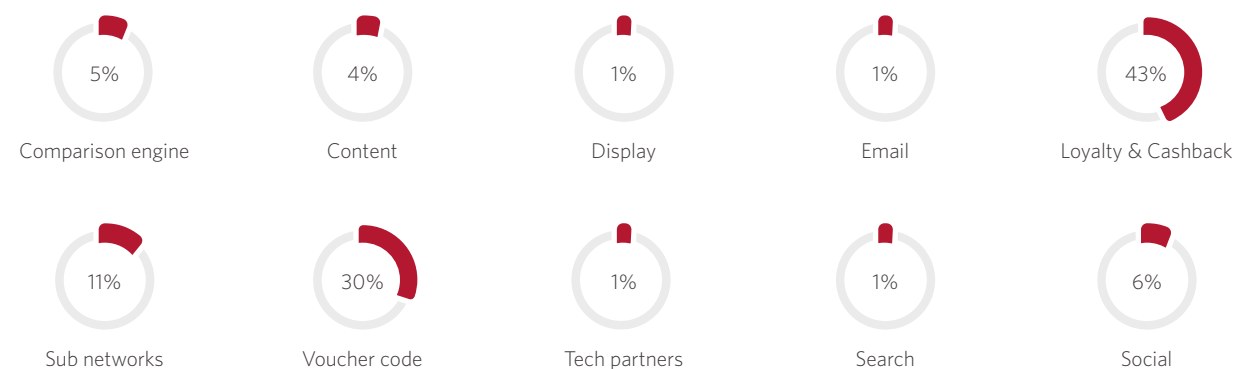 5%
4%
1%
1%
43%
Comparison engine
Content
Display
Email
Loyalty & Cashback
11%
30%
1%
1%
6%
Sub networks
Voucher code
Tech partners
Search
Social